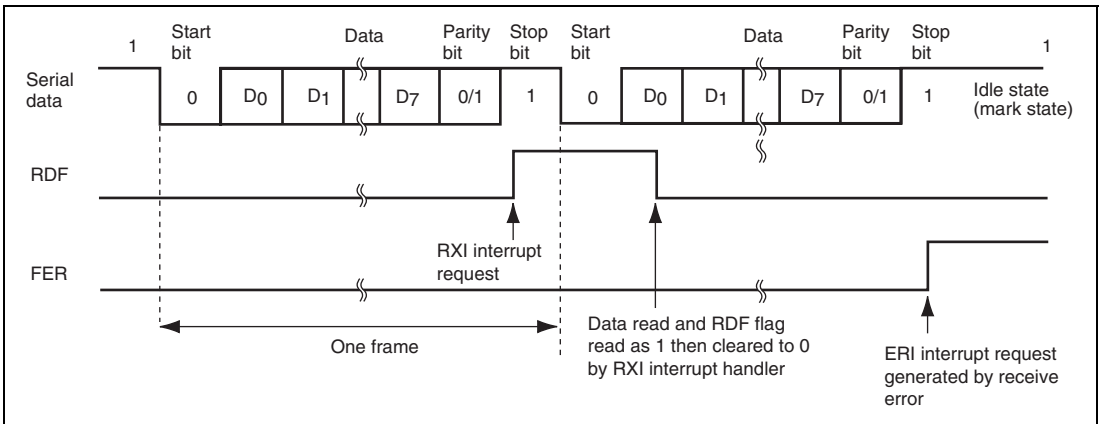 1 Start bit Data Parity bit Stop bit Start bit Data Parity bit Stop bit 1
Serial data 0 D0 D1 D7 0/1 1 0 D0 D1 D7 0/1 1 Idle state (mark state)
RDF
RXI interrupt
request
FER
One frame
Data read and RDF flag
read as 1 then cleared to 0
by RXI interrupt handler
ERI interrupt request
generated by receive
error